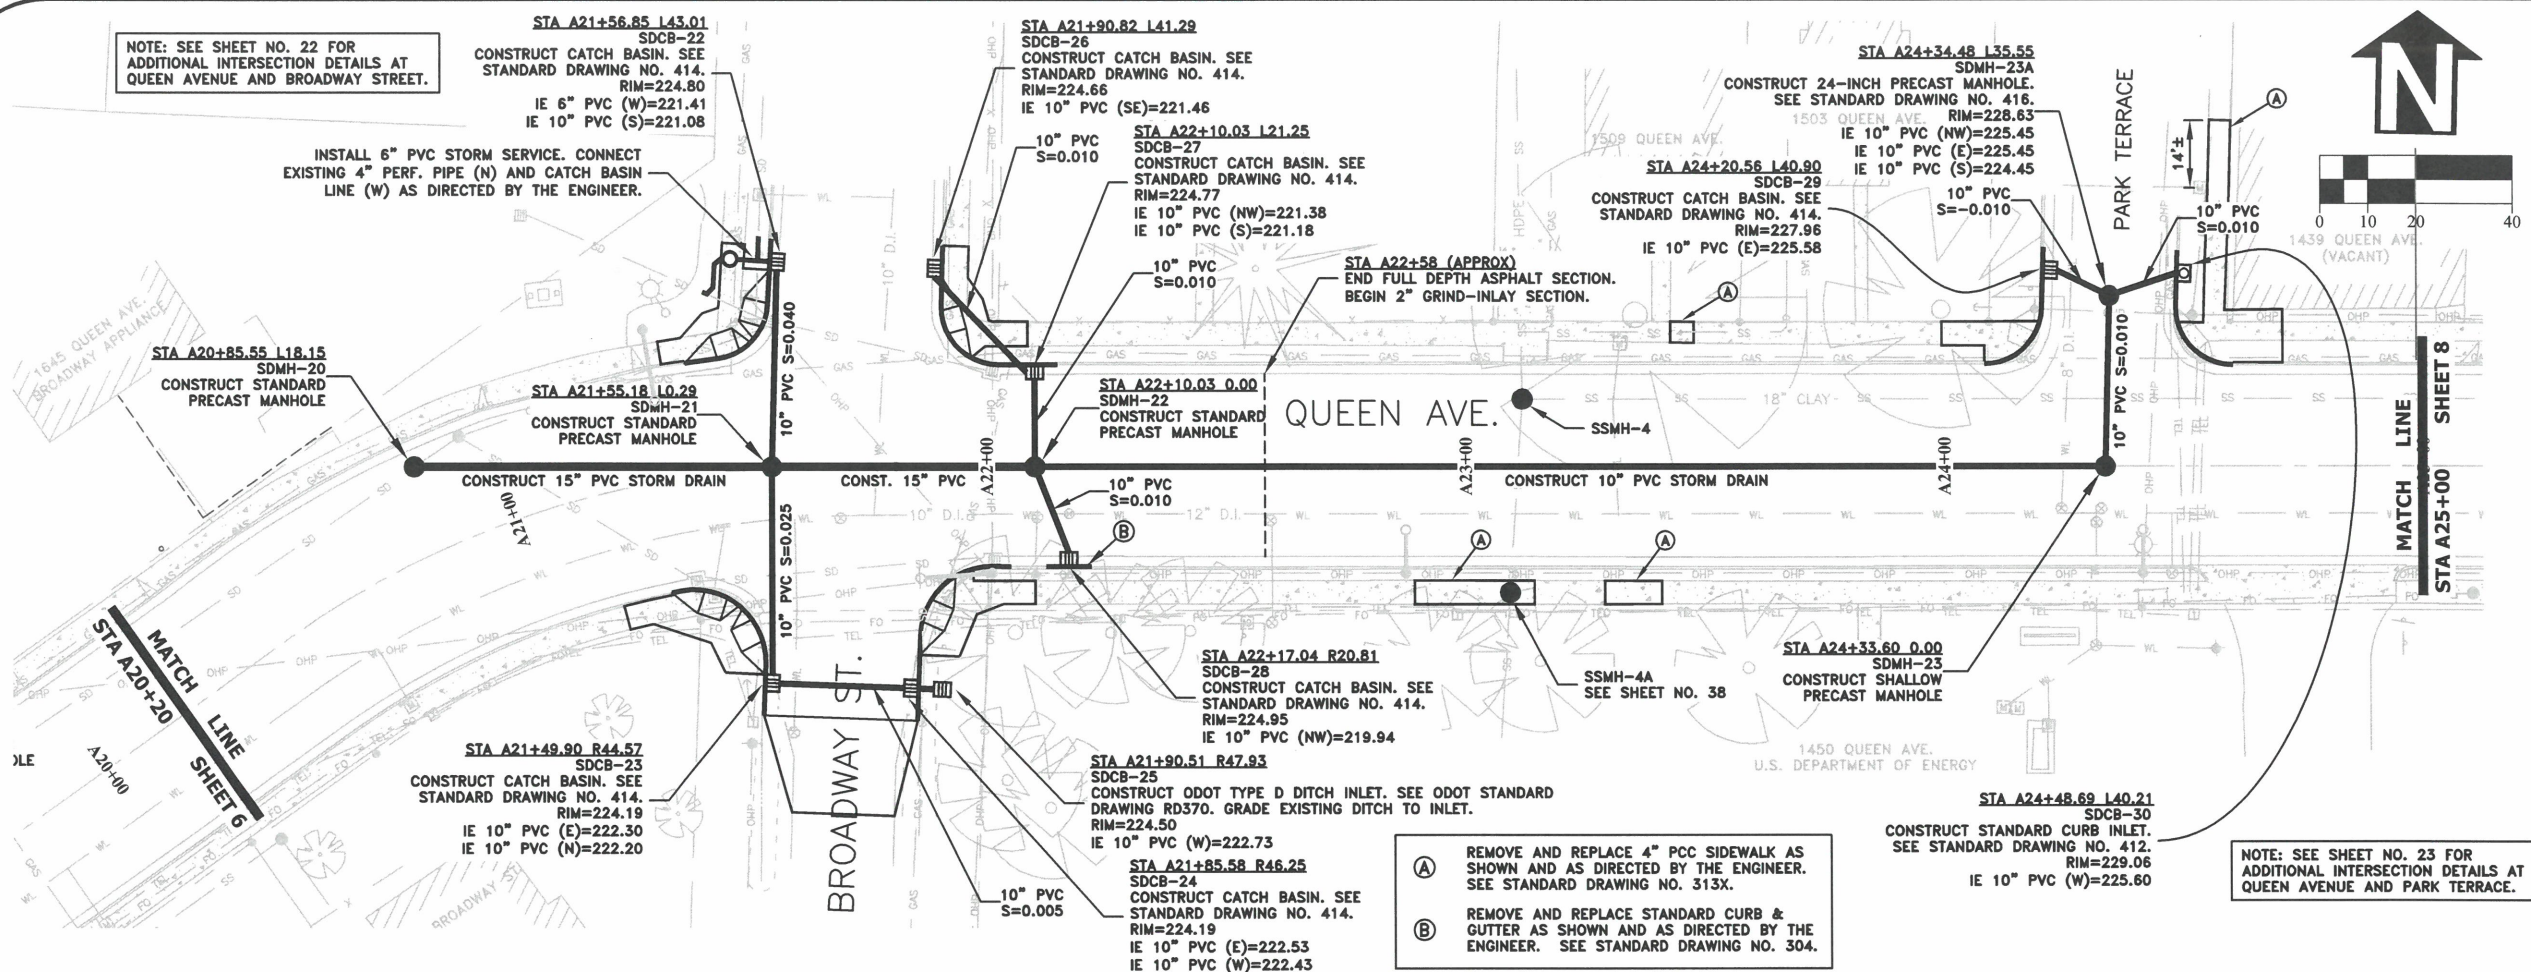 NOTE: SEE SHEET NO. 22 FOR
ADDITIONAL INTERSECTION DETAILS AT
QUEEN AVENUE AND BROADWAY STREET.
STA A21+56.85 L43.01
SDCB-22
CONSTRUCT CATCH BASIN. SEE
STANDARD DRAWING NO. 414.
RIM=224.80
IE 6" PVC (W)=221.41
IE 10" PVC (S)=221.08
INSTALL 6" PVC STORM SERVICE. CONNECT
EXISTING 4" PERF. PIPE (N) AND CATCH BASIN
LINE (W) AS DIRECTED BY THE ENGINEER.
STA A21+90.82 L41.29
SDCB-26
CONSTRUCT CATCH BASIN. SEE
STANDARD DRAWING NO. 414.
RIM=224.66
IE 10" PVC (SE)=221.46
10" PVC
S=0.010
STA A22+10.03 L21.25
SDCB-27
CONSTRUCT CATCH BASIN. SEE
STANDARD DRAWING NO. 414.
RIM=224.77
IE 10" PVC (NW)=221.38
IE 10" PVC (S)=221.18
10" PVC
S=0.010
STA A22+58 (APPROX)
END FULL DEPTH ASPHALT SECTION.
BEGIN 2" GRIND-INLAY SECTION.
1509 QUEEN AVE.
1503 QUEEN AVE.
STA A24+34.48 L35.55
SDMH-23A
CONSTRUCT 24-INCH PRECAST MANHOLE.
SEE STANDARD DRAWING NO. 416.
RIM=228.63
IE 10" PVC (NW)=225.45
IE 10" PVC (E)=225.45
IE 10" PVC (S)=224.45
STA A24+20.56 L40.90
SDCB-29
CONSTRUCT CATCH BASIN. SEE
STANDARD DRAWING NO. 414.
RIM=227.96
IE 10" PVC (E)=225.58
10" PVC
S=-0.010
PARK TERRACE
14'±
A
10" PVC
S=0.010
N
0 10 20 40
1439 QUEEN AVE.
(VACANT)
1645 QUEEN AVE.
BROADWAY APPLIANCE
STA A20+85.55 L18.15
SDMH-20
CONSTRUCT STANDARD
PRECAST MANHOLE
STA A21+55.18 L0.29
SDMH-21
CONSTRUCT STANDARD
PRECAST MANHOLE
10" PVC S=0.040
STA A22+10.03 0.00
SDMH-22
CONSTRUCT STANDARD
PRECAST MANHOLE
QUEEN AVE.
SSMH-4
A
18" CLAY
8" D.I.
10" D.I.
HDPE
10" PVC S=0.010
MATCH LINE
STA A25+00 SHEET 8
CONSTRUCT 15" PVC STORM DRAIN
CONST. 15" PVC
CONSTRUCT 10" PVC STORM DRAIN
A21+00
A22+00
A23+00
A24+00
10" PVC
S=0.010
10" D.I.
12" D.I.
B
A
A
10" PVC S=0.025
MATCH LINE
STA A20+20 SHEET 6
A20+00
OLE
BROADWAY ST.
BROADWAY ST.
STA A21+49.90 R44.57
SDCB-23
CONSTRUCT CATCH BASIN. SEE
STANDARD DRAWING NO. 414.
RIM=224.19
IE 10" PVC (E)=222.30
IE 10" PVC (N)=222.20
STA A22+17.04 R20.81
SDCB-28
CONSTRUCT CATCH BASIN. SEE
STANDARD DRAWING NO. 414.
RIM=224.95
IE 10" PVC (NW)=219.94
STA A21+90.51 R47.93
SDCB-25
CONSTRUCT ODOT TYPE D DITCH INLET. SEE ODOT STANDARD
DRAWING RD370. GRADE EXISTING DITCH TO INLET.
RIM=224.50
IE 10" PVC (W)=222.73
STA A21+85.58 R46.25
SDCB-24
CONSTRUCT CATCH BASIN. SEE
STANDARD DRAWING NO. 414.
RIM=224.19
IE 10" PVC (E)=222.53
IE 10" PVC (W)=222.43
10" PVC
S=0.005
SSMH-4A
SEE SHEET NO. 38
STA A24+33.60 0.00
SDMH-23
CONSTRUCT SHALLOW
PRECAST MANHOLE
1450 QUEEN AVE.
U.S. DEPARTMENT OF ENERGY
STA A24+48.69 L40.21
SDCB-30
CONSTRUCT STANDARD CURB INLET.
SEE STANDARD DRAWING NO. 412.
RIM=229.06
IE 10" PVC (W)=225.60
A REMOVE AND REPLACE 4" PCC SIDEWALK AS
SHOWN AND AS DIRECTED BY THE ENGINEER.
SEE STANDARD DRAWING NO. 313X.
B REMOVE AND REPLACE STANDARD CURB &
GUTTER AS SHOWN AND AS DIRECTED BY THE
ENGINEER. SEE STANDARD DRAWING NO. 304.
NOTE: SEE SHEET NO. 23 FOR
ADDITIONAL INTERSECTION DETAILS AT
QUEEN AVENUE AND PARK TERRACE.